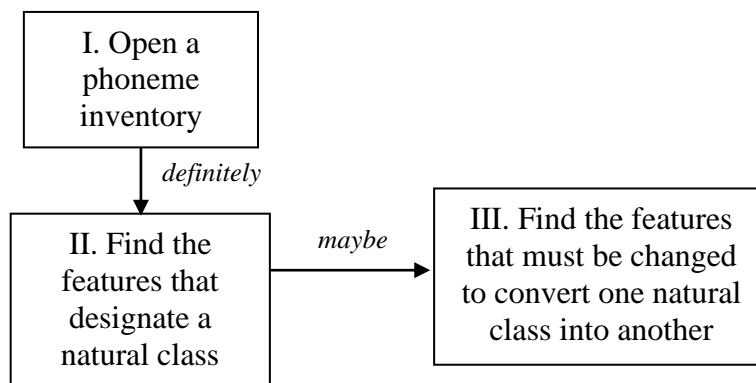 I. Open a
phoneme
inventory
definitely
II. Find the
features that
designate a
natural class
maybe
III. Find the features
that must be changed
to convert one natural
class into another